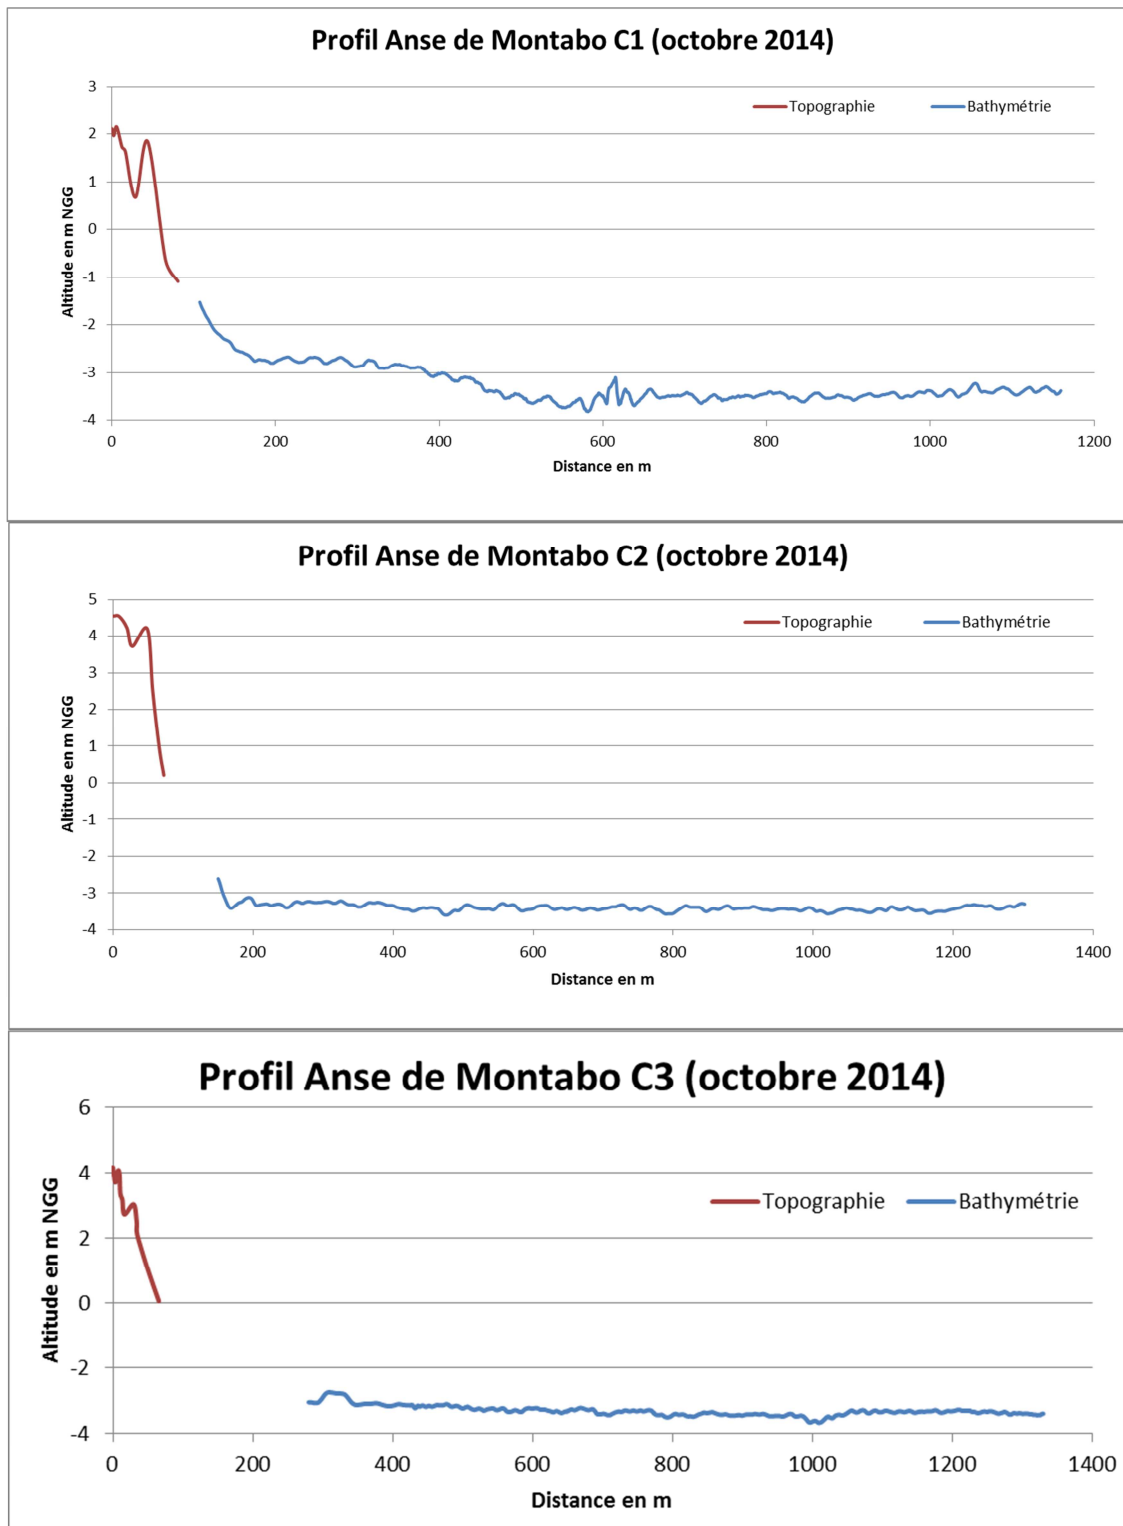 Profil Anse de Montabo C1 (octobre 2014)
3
Topographie Bathymétrie
2
1
0
-1
-2
-3
-4
Altitude en m NGG
0 200 400 600 800 1000 1200
Distance en m
Profil Anse de Montabo C2 (octobre 2014)
5
Topographie Bathymétrie
4
3
2
1
0
-1
-2
-3
-4
Altitude en m NGG
0 200 400 600 800 1000 1200 1400
Distance en m
Profil Anse de Montabo C3 (octobre 2014)
6
4
Topographie Bathymétrie
2
0
-2
-4
Altitude en m NGG
0 200 400 600 800 1000 1200 1400
Distance en m